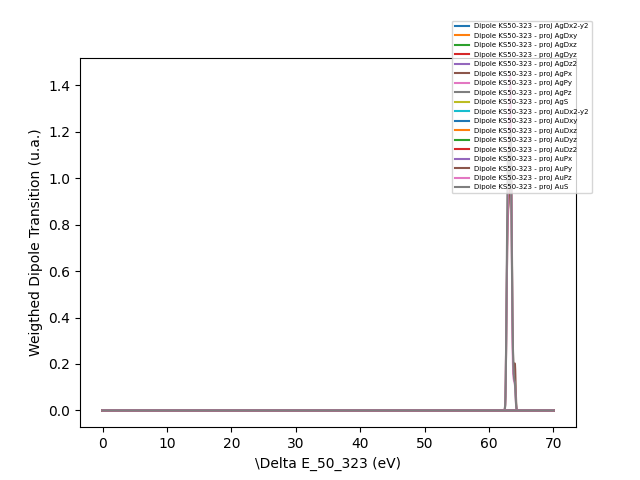 Dipole KS50-323 - proj AgDx2-y2
Dipole KS50-323 - proj AgDxy
Dipole KS50-323 - proj AgDxz
Dipole KS50-323 - proj AgDyz
Dipole KS50-323 - proj AgDz2
Dipole KS50-323 - proj AgPx
Dipole KS50-323 - proj AgPy
Dipole KS50-323 - proj AgPz
Dipole KS50-323 - proj AgS
Dipole KS50-323 - proj AuDx2-y2
Dipole KS50-323 - proj AuDxy
Dipole KS50-323 - proj AuDxz
Dipole KS50-323 - proj AuDyz
Dipole KS50-323 - proj AuDz2
Dipole KS50-323 - proj AuPx
Dipole KS50-323 - proj AuPy
Dipole KS50-323 - proj AuPz
Dipole KS50-323 - proj AuS
Weigthed Dipole Transition (u.a.)
1.4
1.2
1.0
0.8
0.6
0.4
0.2
0.0
0 10 20 30 40 50 60 70
\Delta E_50_323 (eV)